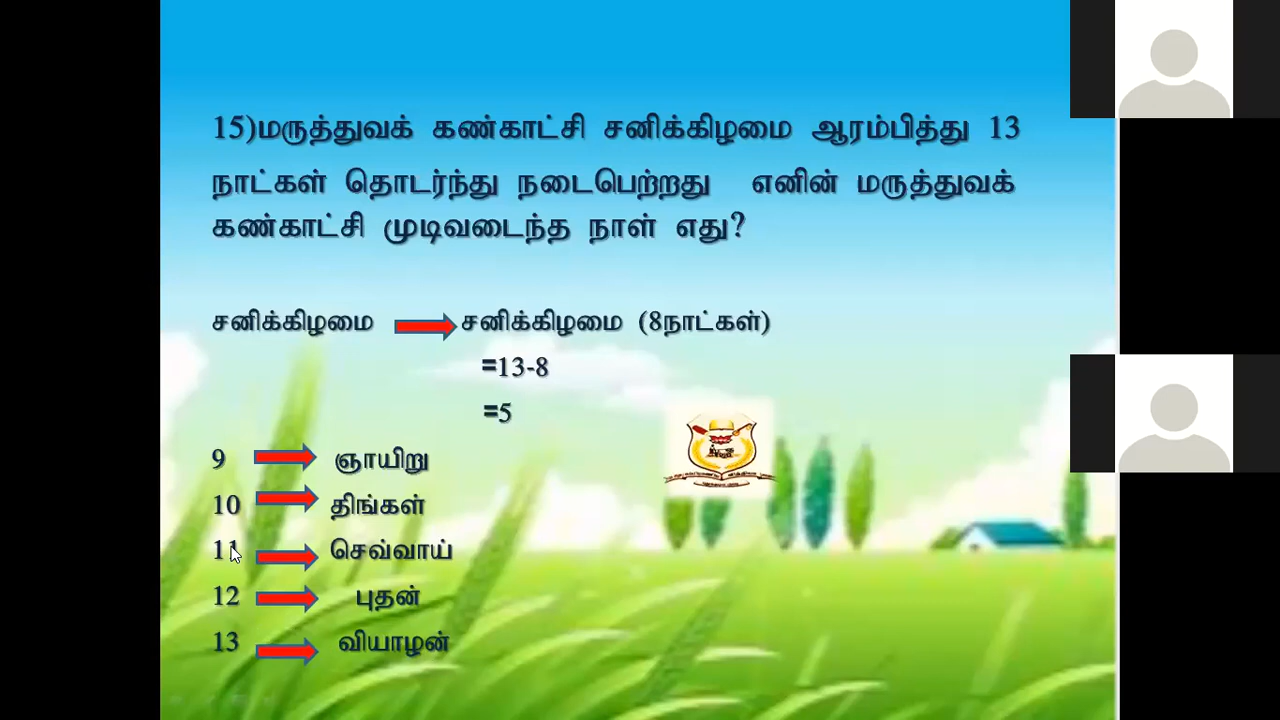 15)மருத்துவக் கண்காட்சி சனிக்கிழமை ஆரம்பித்து 13
நாட்கள் தொடர்ந்து நடைபெற்றது எனின் மருத்துவக்
கண்காட்சி முடிவடைந்த நாள் எது?
சனிக்கிழமை சனிக்கிழமை (8நாட்கள்)
=13-8
=5
9 ஞாயிறு
10 திங்கள்
11 செவ்வாய்
12 புதன்
13 வியாழன்